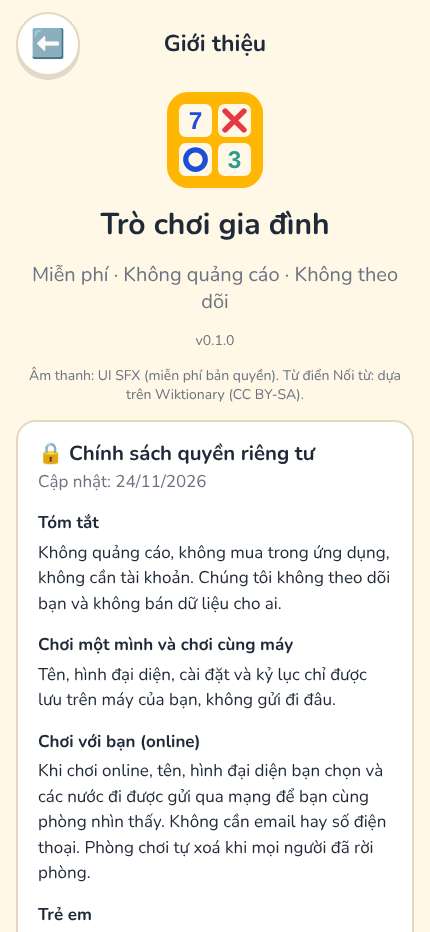 Giới thiệu
7
3
Trò chơi gia đình
Miễn phí · Không quảng cáo · Không theo
dõi
v0.1.0
Âm thanh: UI SFX (miễn phí bản quyền). Từ điển Nối từ: dựa
trên Wiktionary (CC BY-SA).
🔒 Chính sách quyền riêng tư
Cập nhật: 24/11/2026
Tóm tắt
Không quảng cáo, không mua trong ứng dụng,
không cần tài khoản. Chúng tôi không theo dõi
bạn và không bán dữ liệu cho ai.
Chơi một mình và chơi cùng máy
Tên, hình đại diện, cài đặt và kỷ lục chỉ được
lưu trên máy của bạn, không gửi đi đâu.
Chơi với bạn (online)
Khi chơi online, tên, hình đại diện bạn chọn và
các nước đi được gửi qua mạng để bạn cùng
phòng nhìn thấy. Không cần email hay số điện
thoại. Phòng chơi tự xoá khi mọi người đã rời
phòng.
Trẻ em